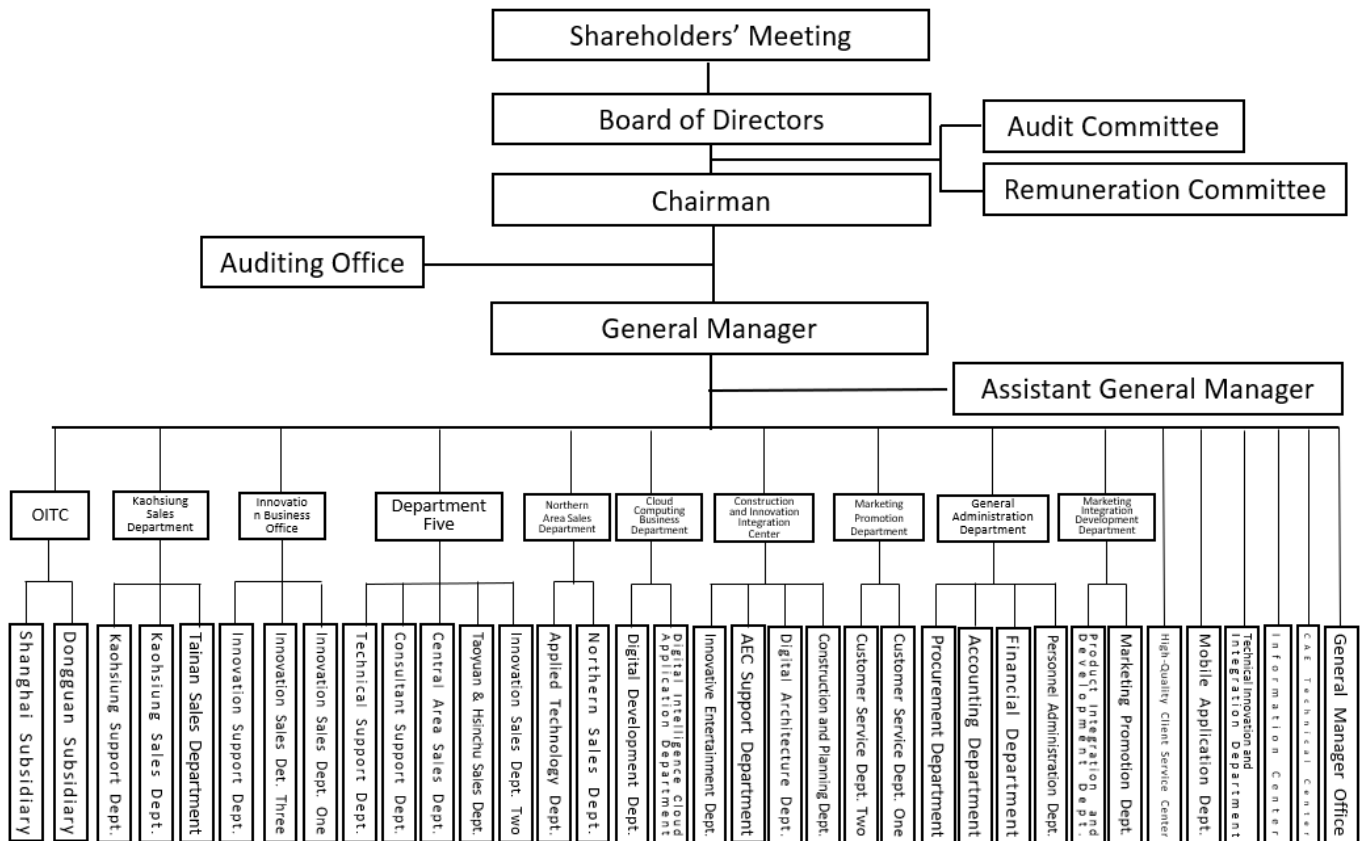 Shareholders’ Meeting
Board of Directors
Audit Committee
Remuneration Committee
Chairman
Auditing Office
General Manager
Assistant General Manager
OITC
Kaohsiung
Sales
Department
Innovatio
n Business
Office
Department
Five
Northern
Area Sales
Department
Cloud
Computing
Business
Department
Construction
and Innovation
Integration
Center
Marketing
Promotion
Department
General
Administration
Department
Marketing
Integration
Development
Department
Shanghai Subsidiary
Dongguan Subsidiary
Kaohsiung Support Dept.
Kaohsiung Sales Dept.
Tainan Sales Department
Innovation Support Dept.
Innovation Sales Det. Three
Innovation Sales Dept. One
Technical Support Dept.
Consultant Support Dept.
Central Area Sales Dept.
Taoyuan & Hsinchu Sales Dept.
Innovation Sales Dept. Two
Applied Technology Dept.
Northern Sales Dept.
Digital Development Dept.
Digital Intelligence Cloud
Application Department
Innovative Entertainment Dept.
AEC Support Department
Digital Architecture Dept.
Construction and Planning Dept.
Customer Service Dept. Two
Customer Service Dept. One
Procurement Department
Accounting Department
Financial Department
Personnel Administration Dept.
Product Integration and
Development Dept.
Marketing Promotion Dept.
High-Quality Client Service Center
Mobile Application Dept.
Technical Innovation and
Integration Department
Information Center
CAE Technical Center
General Manager Office